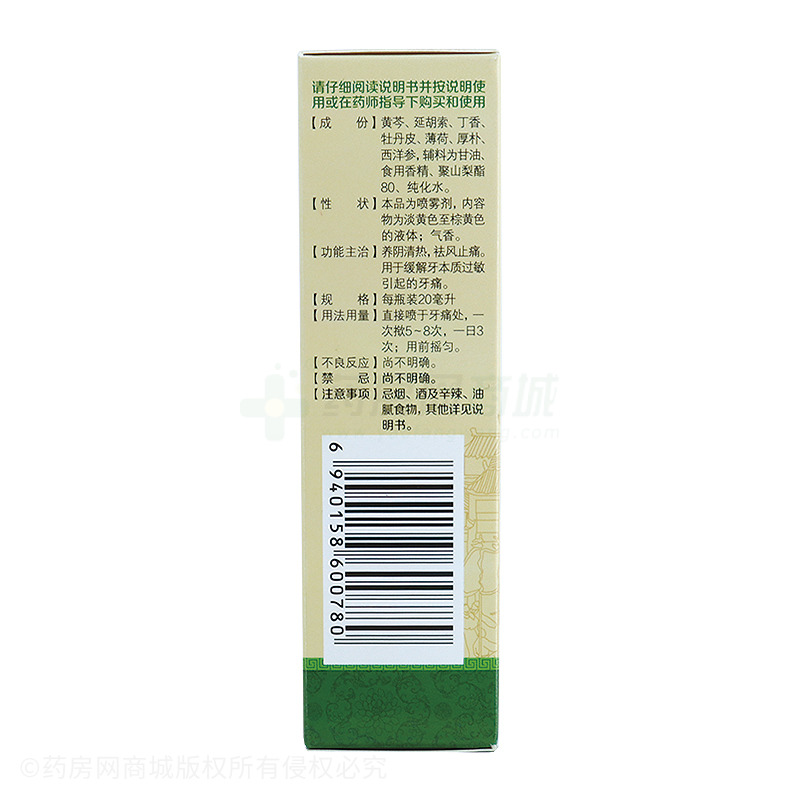 请仔细阅读说明书并按说明使
用或在药师指导下购买和使用
【成 份】黄芩、延胡索、丁香、
牡丹皮、薄荷、厚朴、
西洋参，辅料为甘油、
食用香精、聚山梨酯
80、纯化水。
【性 状】本品为喷雾剂，内容
物为淡黄色至棕黄色
的液体；气香。
【功能主治】养阴清热，祛风止痛。
用于缓解牙本质过敏
引起的牙痛。
【规 格】每瓶装20毫升
【用法用量】直接喷于牙痛处，一
次揿5~8次，一日3
次；用前摇匀。
【不良反应】尚不明确。
【禁 忌】尚不明确。
【注意事项】忌烟、酒及辛辣、油
腻食物，其他详见说
明书。
6 940158 600780
©药房网商城版权所有侵权必究